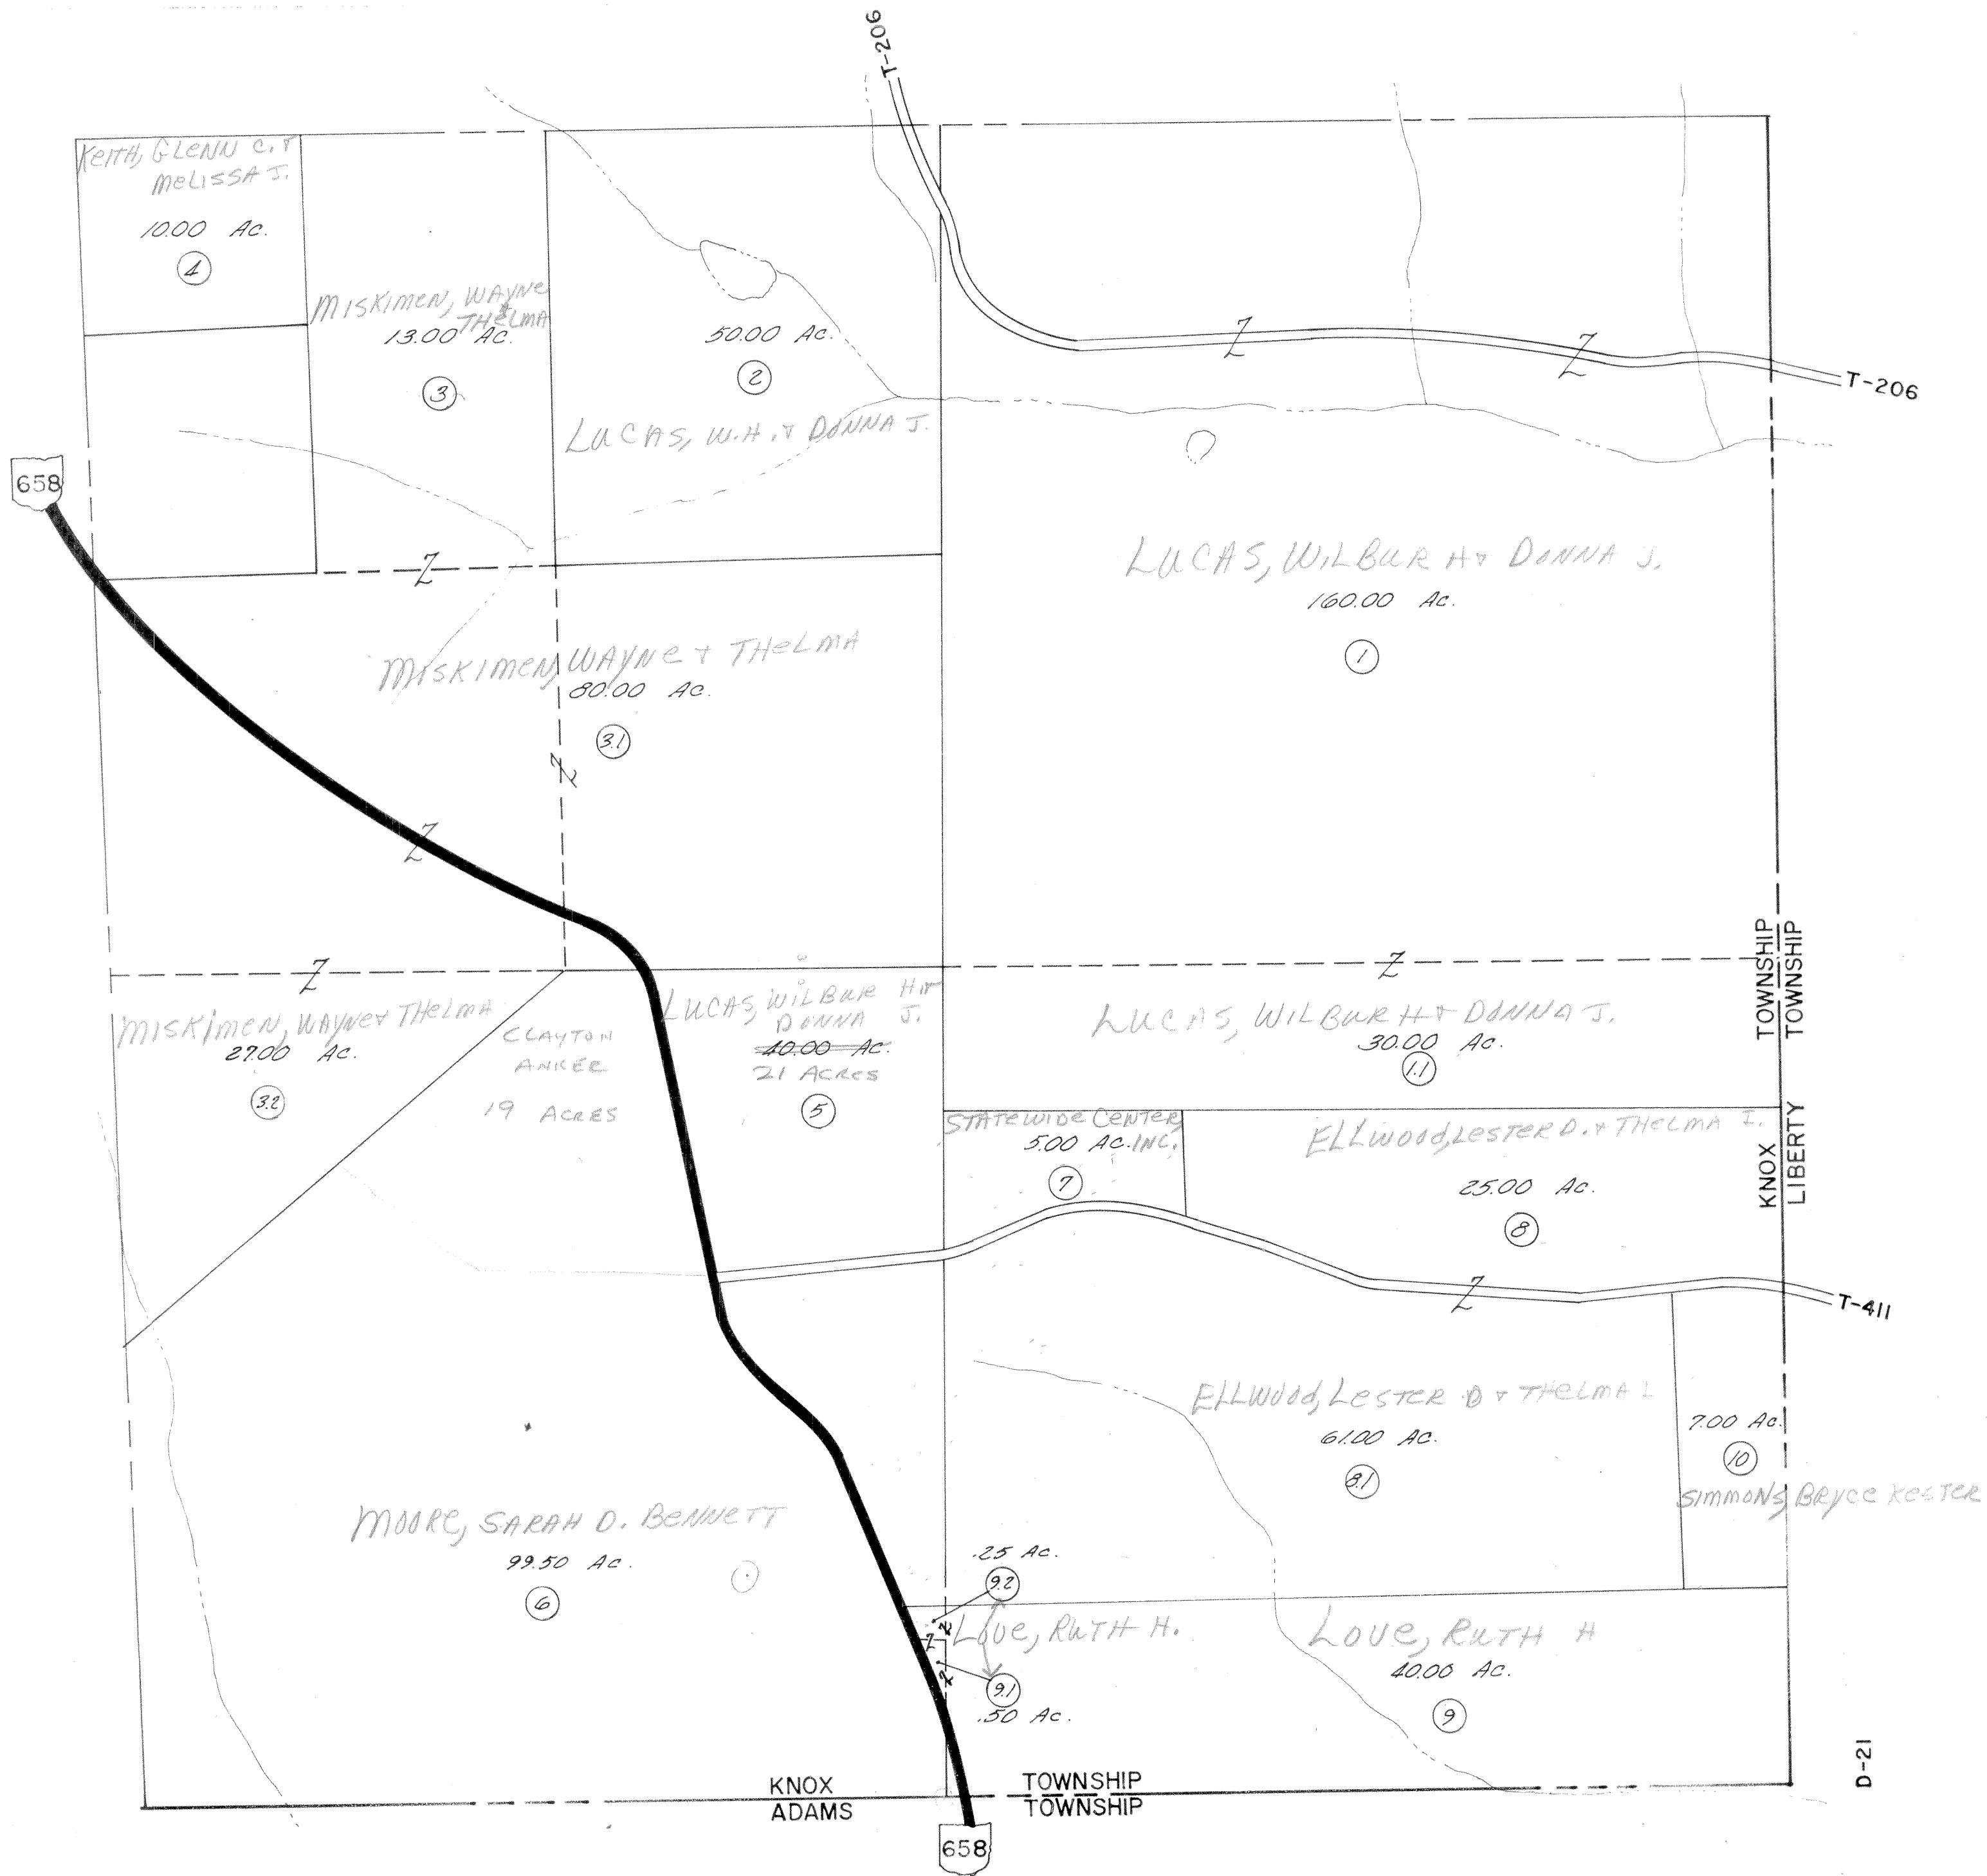 T-206
KEITH, GLENN C. &
MELISSA J.
10.00 Ac.
4
MISKIMEN, WAYNE
& THELMA
13.00 Ac.
3
50.00 Ac.
2
LUCAS, W.H. & DONNA J.
Z
Z
T-206
658
LUCAS, WILBUR H & DONNA J.
160.00 Ac.
1
Z
MISKIMEN, WAYNE & THELMA
80.00 Ac.
3.1
Z
Z
KNOX TOWNSHIP
LIBERTY TOWNSHIP
Z
Z
MISKIMEN, WAYNE & THELMA
27.00 Ac.
3.2
CLAYTON
ANKER
19 ACRES
LUCAS, WILBUR H &
DONNA J.
40.00 Ac.
21 ACRES
5
LUCAS, WILBUR H & DONNA J.
30.00 Ac.
1.1
STATEWIDE CENTER,
5.00 Ac. INC.
7
ELLWOOD, LESTER D. & THELMA I.
25.00 Ac.
8
Z
T-411
ELLWOOD, LESTER D & THELMA I
61.00 Ac.
8.1
7.00 Ac.
10
SIMMONS, BRYCE KESTER
MOORE, SARAH D. BENNETT
99.50 Ac.
6
.25 Ac.
9.2
LOVE, RUTH H.
Z
Z
Z
9.1
.50 Ac.
LOVE, RUTH H
40.00 Ac.
9
KNOX TOWNSHIP
ADAMS TOWNSHIP
658
D-21